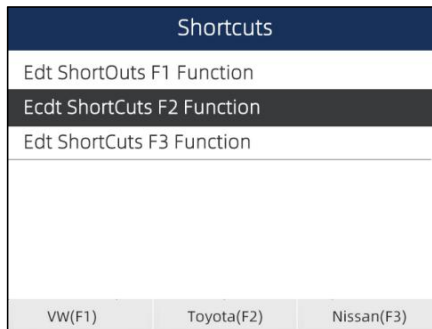 Shortcuts
Edt ShortOuts F1 Function
Ecdt ShortCuts F2 Function
Edt ShortCuts F3 Function
VW(F1) Toyota(F2) Nissan(F3)